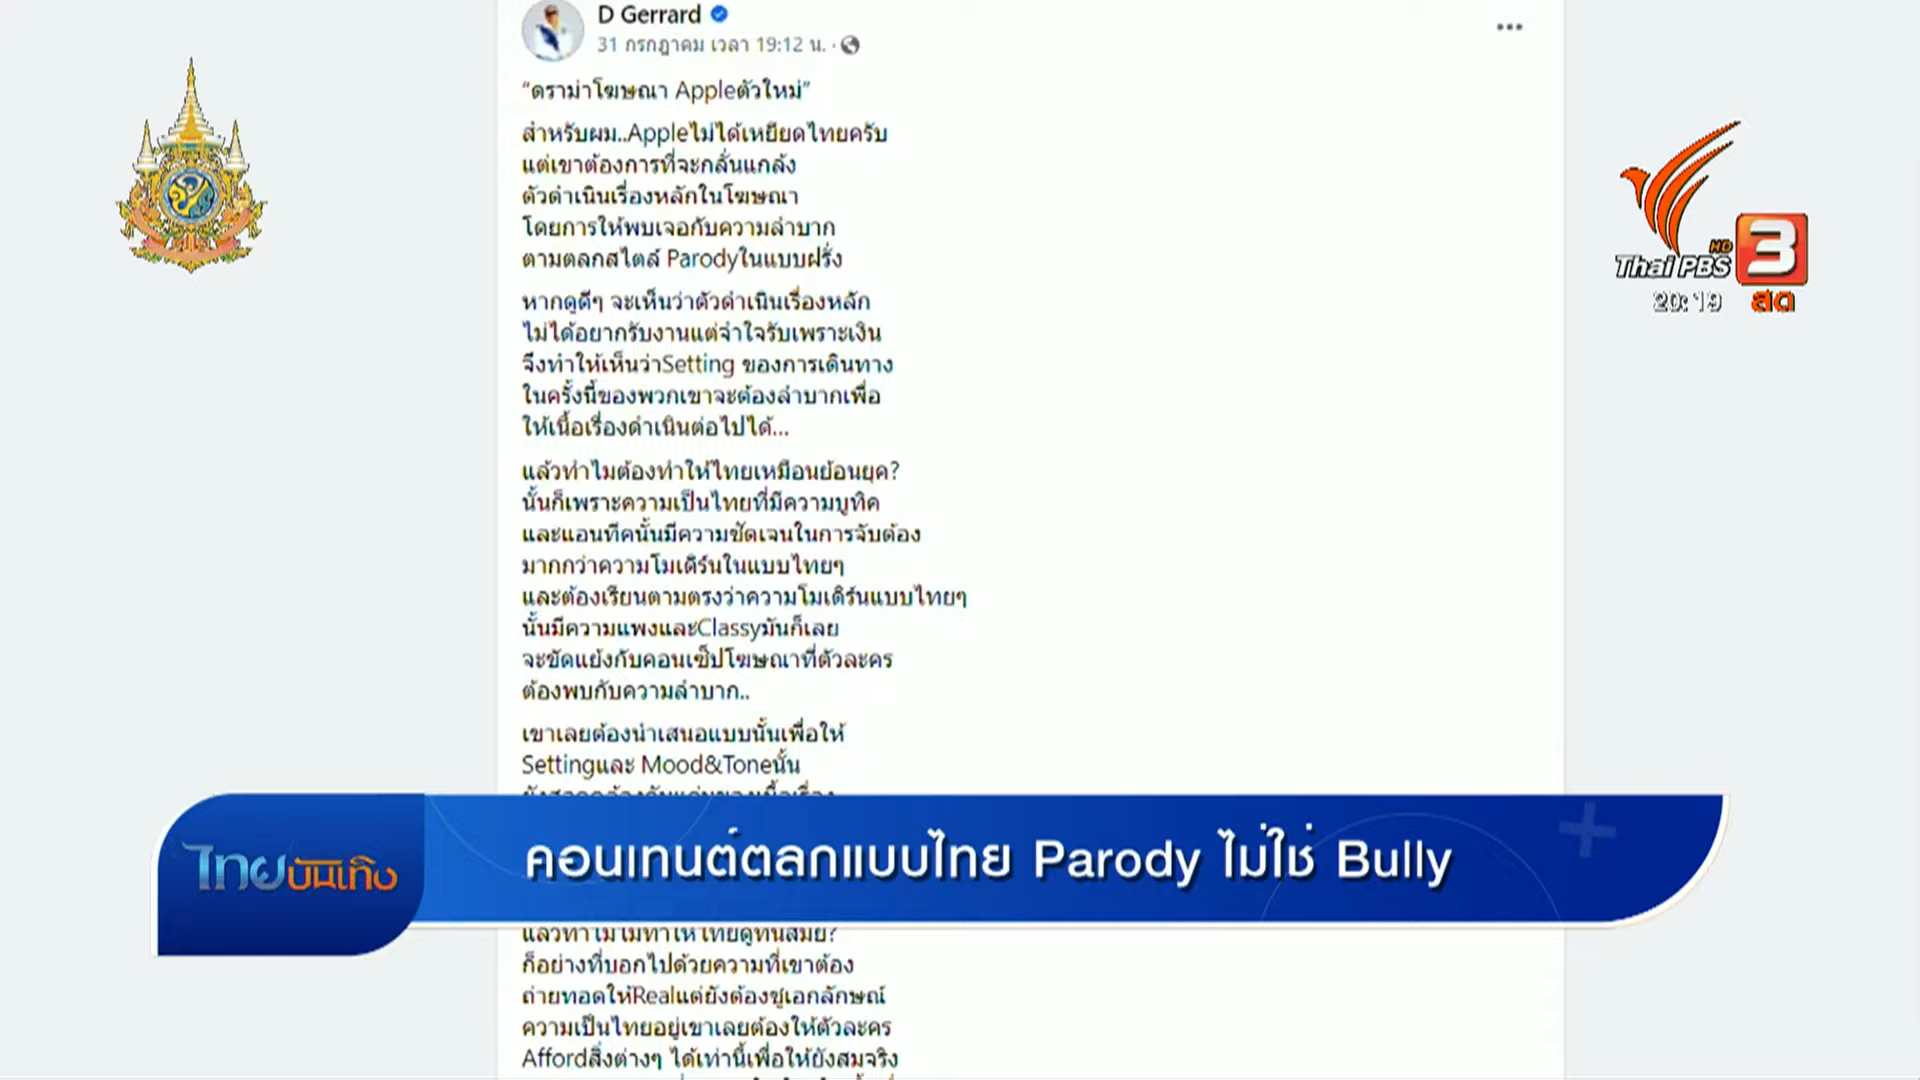 D Gerrard
31 กรกฎาคม เวลา 19:12 น.
“ดราม่าโฆษณา Appleตัวใหม่”
สำหรับผม..Appleไม่ได้เหยียดไทยครับ
แต่เขาต้องการที่จะกลั่นแกล้ง
ตัวดำเนินเรื่องหลักในโฆษณา
โดยการให้พบเจอกับความลำบาก
ตามตลกสไตล์ Parodyในแบบฝรั่ง
หากดูดีๆ จะเห็นว่าตัวดำเนินเรื่องหลัก
ไม่ได้อยากรับงานแต่จำใจรับเพราะเงิน
จึงทำให้เห็นว่าSetting ของการเดินทาง
ในครั้งนี้ของพวกเขาจะต้องลำบากเพื่อ
ให้เนื้อเรื่องดำเนินต่อไปได้...
แล้วทำไมต้องทำให้ไทยเหมือนย้อนยุค?
นั้นก็เพราะความเป็นไทยที่มีความบูทิค
และแอนทีคนั้นมีความชัดเจนในการจับต้อง
มากกว่าความโมเดิร์นในแบบไทยๆ
และต้องเรียนตามตรงว่าความโมเดิร์นแบบไทยๆ
นั้นมีความแพงและClassyมันก็เลย
จะขัดแย้งกับคอนเซ็ปโฆษณาที่ตัวละคร
ต้องพบกับความลำบาก..
เขาเลยต้องนำเสนอแบบนั้นเพื่อให้
Settingและ Mood&Toneนั้น
แล้วทำไมไม่ทำให้ไทยดูทันสมัย?
ก็อย่างที่บอกไปด้วยความที่เขาต้อง
ถ่ายทอดให้Realแต่ยังต้องชูเอกลักษณ์
ความเป็นไทยอยู่เขาเลยต้องให้ตัวละคร
Affordสิ่งต่างๆ ได้เท่านี้เพื่อให้ยังสมจริง
Thai PBS HD 3
20:19 สด
ไทยบันเทิง
คอนเทนต์ตลกแบบไทย Parody ไม่ใช่ Bully